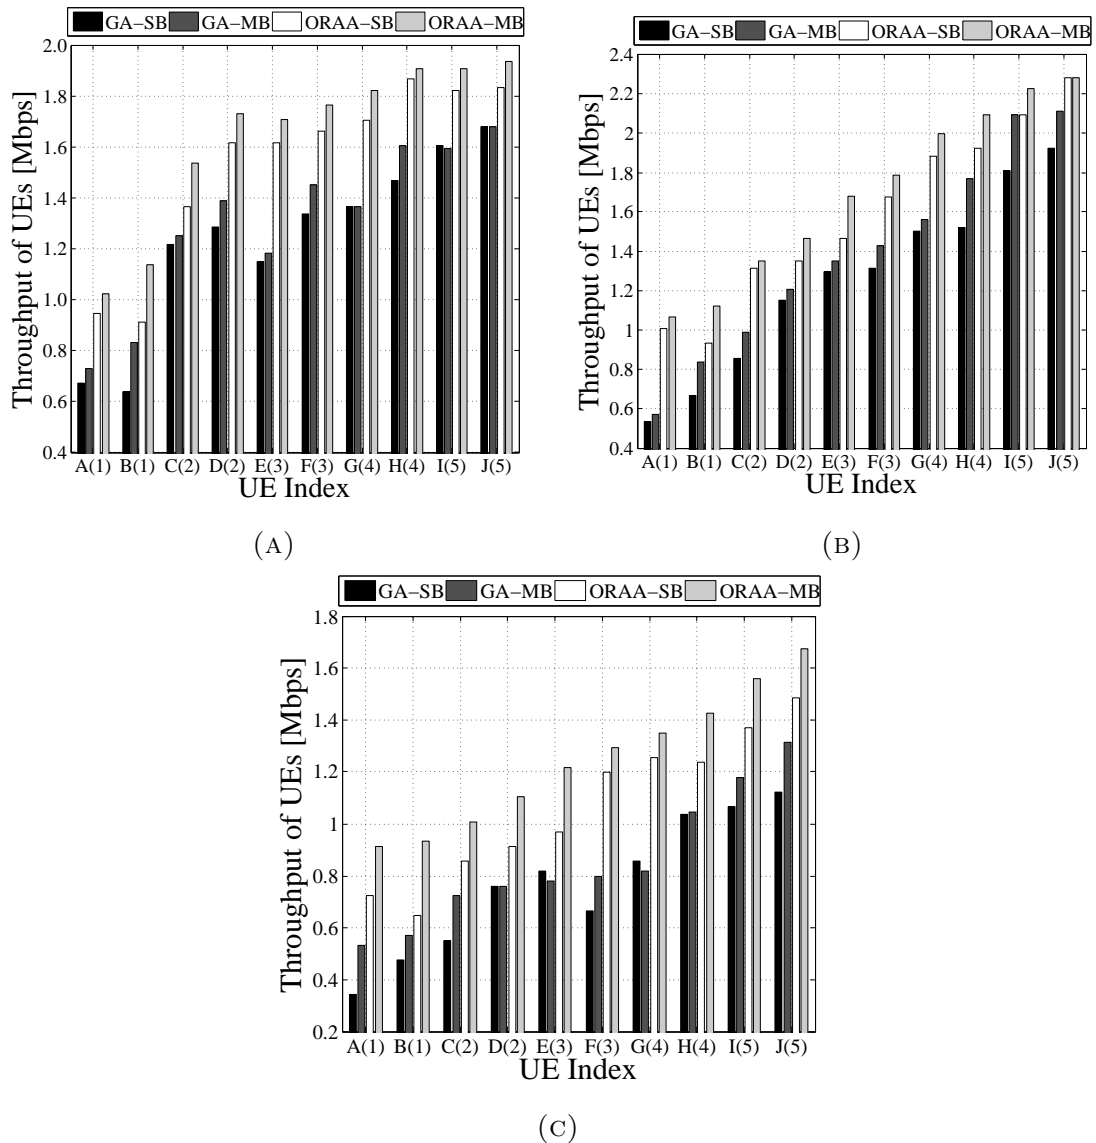 GA−SB GA−MB ORAA−SB ORAA−MB
2.0
1.8
1.6
1.4
1.2
1.0
0.8
0.6
0.4
Throughput of UEs [Mbps]
A(1) B(1) C(2) D(2) E(3) F(3) G(4) H(4) I(5) J(5)
UE Index
(A)
GA−SB GA−MB ORAA−SB ORAA−MB
2.4
2.2
2
1.8
1.6
1.4
1.2
1
0.8
0.6
0.4
Throughput of UEs [Mbps]
A(1) B(1) C(2) D(2) E(3) F(3) G(4) H(4) I(5) J(5)
UE Index
(B)
GA−SB GA−MB ORAA−SB ORAA−MB
1.8
1.6
1.4
1.2
1
0.8
0.6
0.4
0.2
Throughput of UEs [Mbps]
A(1) B(1) C(2) D(2) E(3) F(3) G(4) H(4) I(5) J(5)
UE Index
(C)